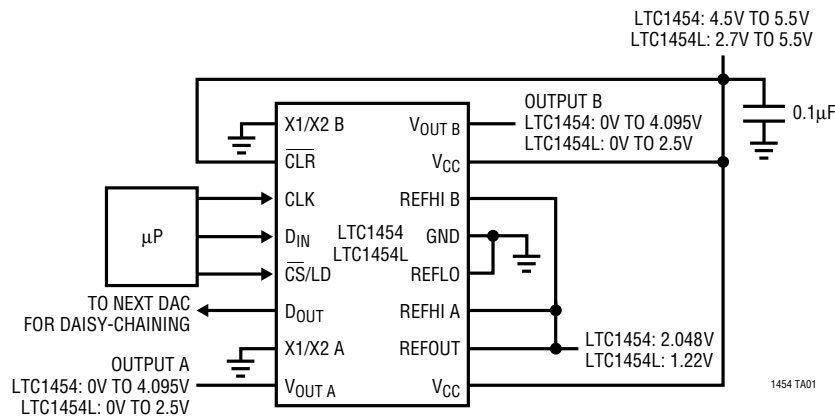 LTC1454: 4.5V TO 5.5V
LTC1454L: 2.7V TO 5.5V
0.1µF
OUTPUT B
LTC1454: 0V TO 4.095V
LTC1454L: 0V TO 2.5V
X1/X2 B
CLR
CLK
DIN
CS/LD
DOUT
X1/X2 A
VOUT A
LTC1454
LTC1454L
VOUT B
VCC
REFHI B
GND
REFLO
REFHI A
REFOUT
VCC
µP
TO NEXT DAC
FOR DAISY-CHAINING
OUTPUT A
LTC1454: 0V TO 4.095V
LTC1454L: 0V TO 2.5V
LTC1454: 2.048V
LTC1454L: 1.22V
1454 TA01